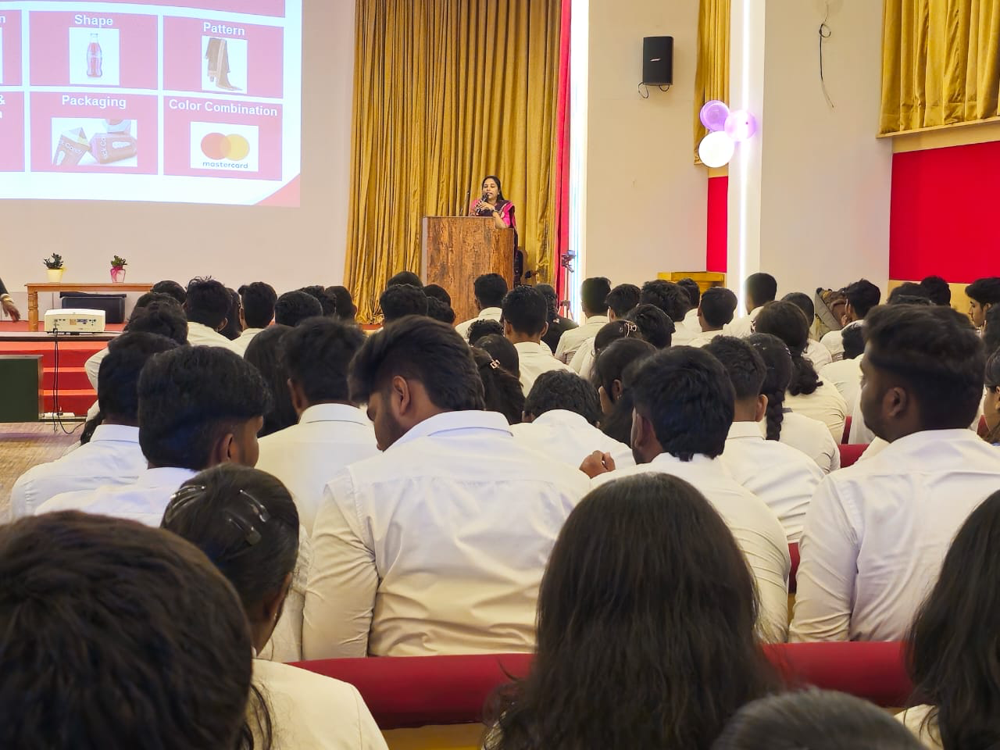 n
Shape
Pattern
&
n
Packaging
Color Combination
mastercard